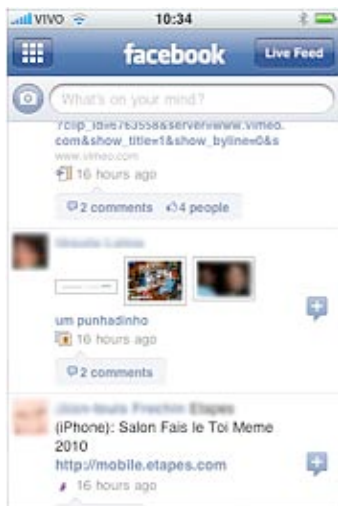 VIVO 10:34
facebook Live Feed
What's on your mind?
?clip_id=6763558&server=www.vimeo.
com&show_title=1&show_byline=0&s
www.vimeo.com
16 hours ago
2 comments 4 people
um punhadinho
16 hours ago
2 comments
Etapes
(iPhone): Salon Fais le Toi Meme
2010
http://mobile.etapes.com
16 hours ago